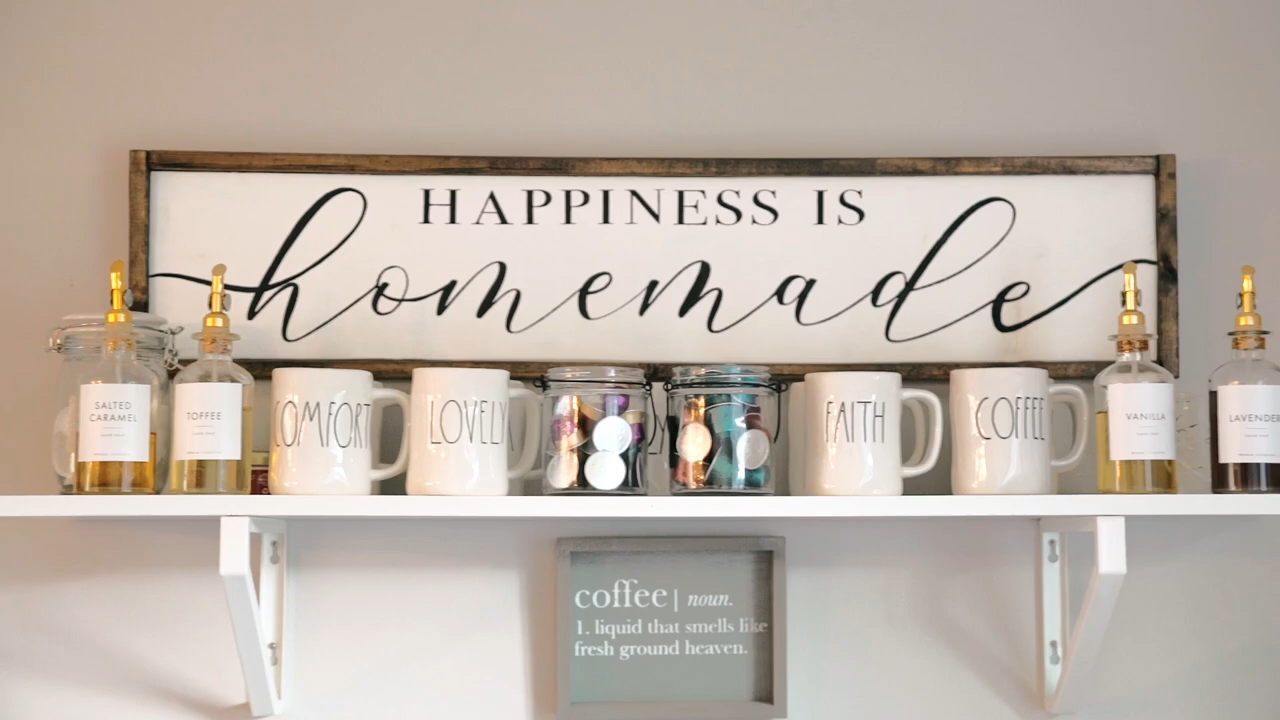 HAPPINESS IS
homemade
SALTED
CARAMEL
TOFFEE
COMFORT
LOVELY
FAITH
COFFEE
VANILLA
LAVENDER
coffee | noun.
1. liquid that smells like
fresh ground heaven.